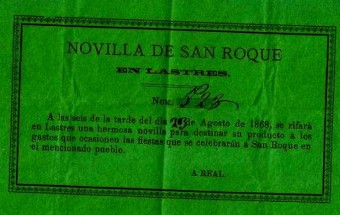 NOVILLA DE SAN ROQUE
EN LASTRES.
Núm.
A las seis de la tarde del dia de Agosto de 1868, se rifará
en Lastres una hermosa novilla para destinar su producto á los
gastos que ocasionen las fiestas que se celebrarán á San Roque en
el mencionado pueblo.
A REAL.